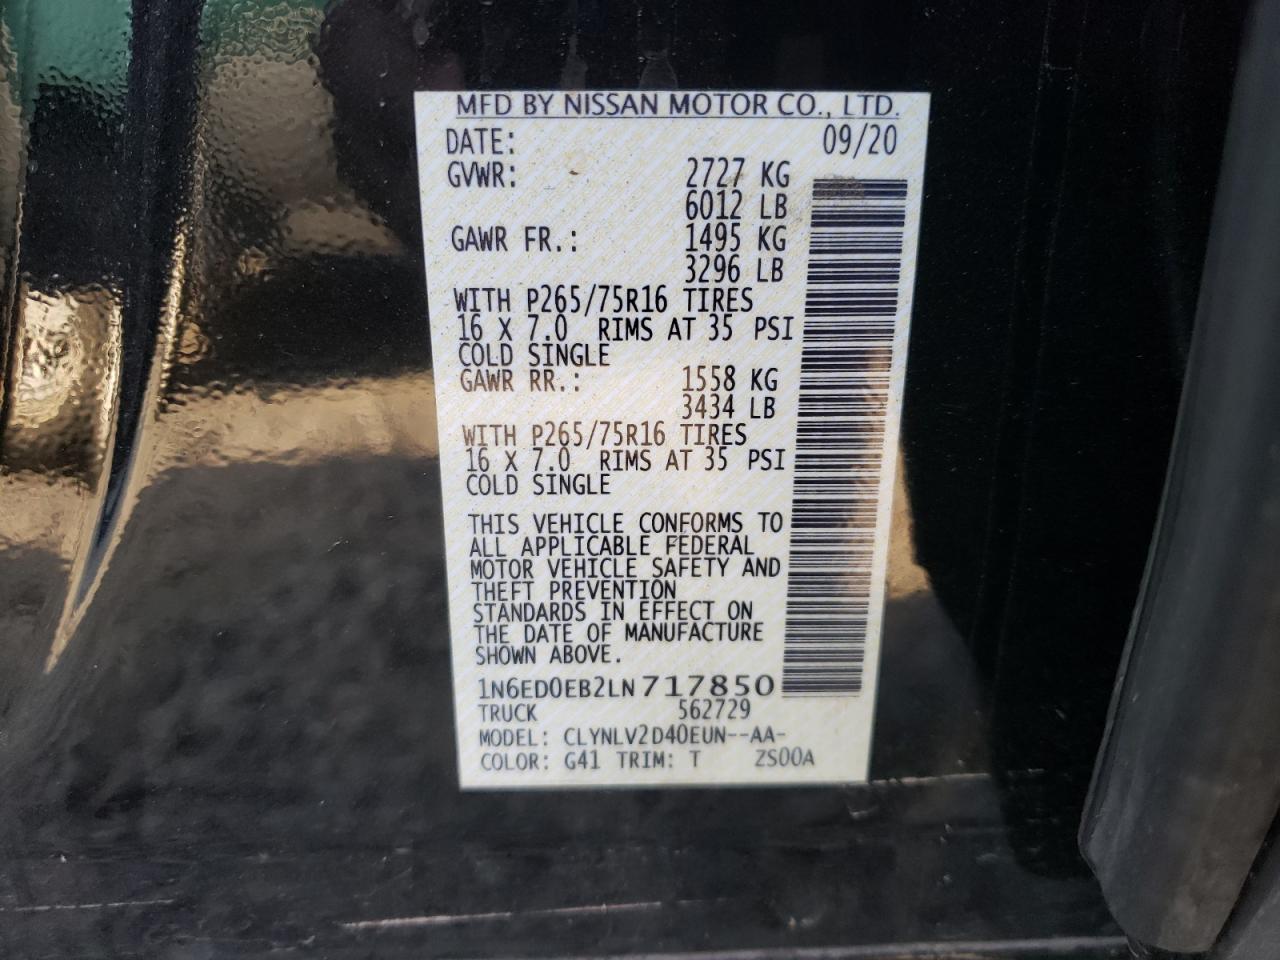 MFD BY NISSAN MOTOR CO., LTD.
DATE: 09/20
GVWR: 2727 KG
6012 LB
GAWR FR.: 1495 KG
3296 LB
WITH P265/75R16 TIRES
16 X 7.0 RIMS AT 35 PSI
COLD SINGLE
GAWR RR.: 1558 KG
3434 LB
WITH P265/75R16 TIRES
16 X 7.0 RIMS AT 35 PSI
COLD SINGLE
THIS VEHICLE CONFORMS TO
ALL APPLICABLE FEDERAL
MOTOR VEHICLE SAFETY AND
THEFT PREVENTION
STANDARDS IN EFFECT ON
THE DATE OF MANUFACTURE
SHOWN ABOVE.
1N6ED0EB2LN717850
TRUCK 562729
MODEL: CLYNLV2D40EUN--AA-
COLOR: G41 TRIM: T ZS00A